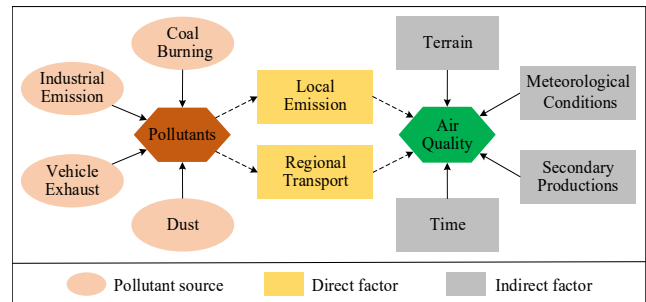 Coal
Burning
Industrial
Emission
Pollutants
Vehicle
Exhaust
Dust
Local
Emission
Regional
Transport
Terrain
Air
Quality
Meteorological
Conditions
Secondary
Productions
Time
Pollutant source
Direct factor
Indirect factor